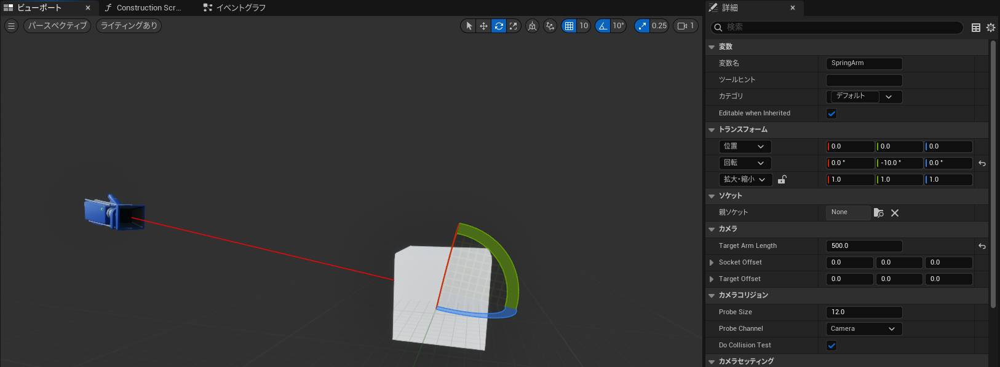 ビューポート
Construction Scr...
イベントグラフ
パースペクティブ
ライティングあり
10
10°
0.25
1
詳細
検索
変数
変数名 SpringArm
ツールヒント
カテゴリ デフォルト
Editable when Inherited
トランスフォーム
位置 0.0 0.0 0.0
回転 0.0 ° -10.0 ° 0.0 °
拡大・縮小 1.0 1.0 1.0
ソケット
親ソケット None
カメラ
Target Arm Length 500.0
Socket Offset 0.0 0.0 0.0
Target Offset 0.0 0.0 0.0
カメラコリジョン
Probe Size 12.0
Probe Channel Camera
Do Collision Test
カメラセッティング